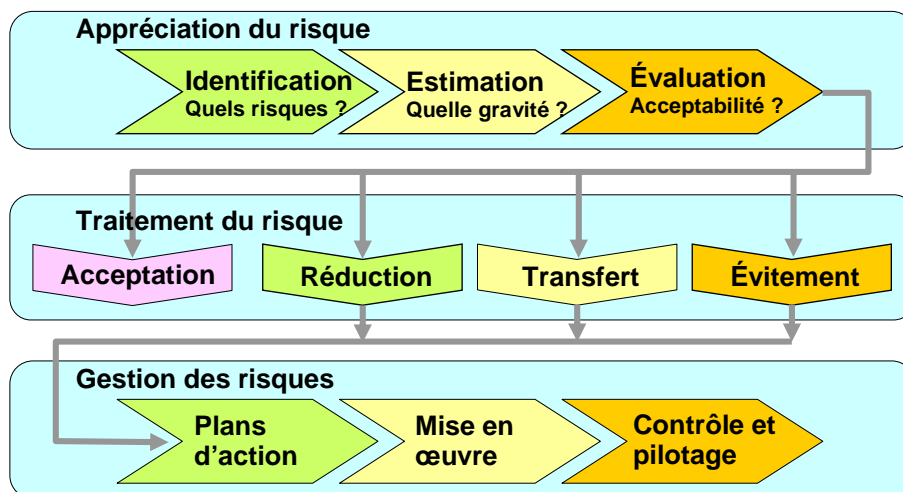 Appréciation du risque
Identification
Quels risques ?
Estimation
Quelle gravité ?
Évaluation
Acceptabilité ?
Traitement du risque
Acceptation
Réduction
Transfert
Évitement
Gestion des risques
Plans
d’action
Mise en
œuvre
Contrôle et
pilotage